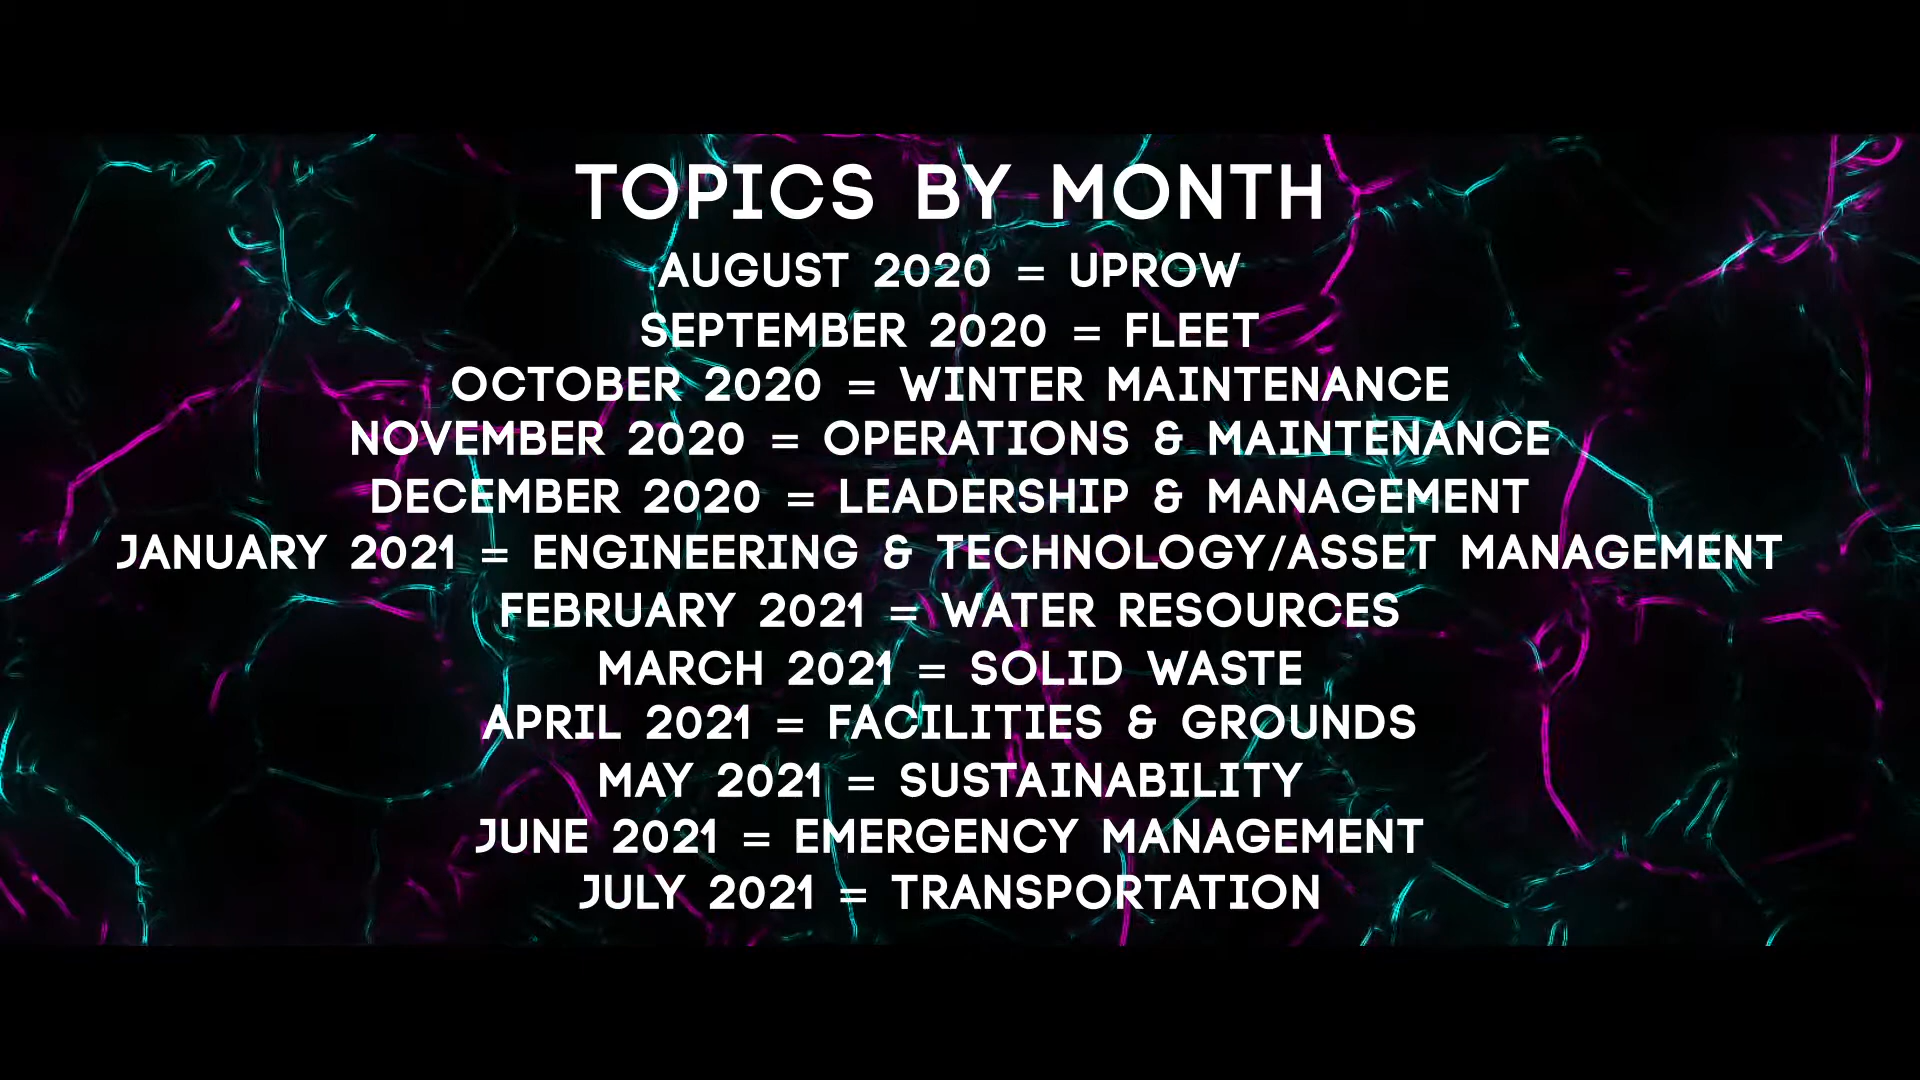 TOPICS BY MONTH
AUGUST 2020 = UPROW
SEPTEMBER 2020 = FLEET
OCTOBER 2020 = WINTER MAINTENANCE
NOVEMBER 2020 = OPERATIONS & MAINTENANCE
DECEMBER 2020 = LEADERSHIP & MANAGEMENT
JANUARY 2021 = ENGINEERING & TECHNOLOGY/ASSET MANAGEMENT
FEBRUARY 2021 = WATER RESOURCES
MARCH 2021 = SOLID WASTE
APRIL 2021 = FACILITIES & GROUNDS
MAY 2021 = SUSTAINABILITY
JUNE 2021 = EMERGENCY MANAGEMENT
JULY 2021 = TRANSPORTATION